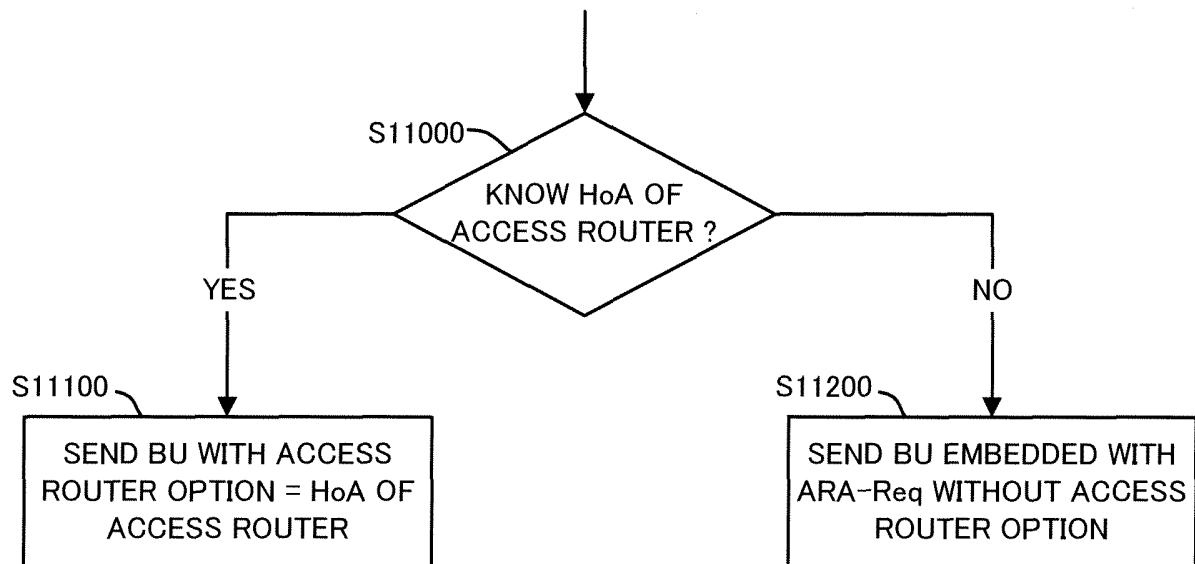 S11000
KNOW HoA OF
ACCESS ROUTER ?
YES
NO
S11100
SEND BU WITH ACCESS
ROUTER OPTION = HoA OF
ACCESS ROUTER
S11200
SEND BU EMBEDDED WITH
ARA-Req WITHOUT ACCESS
ROUTER OPTION